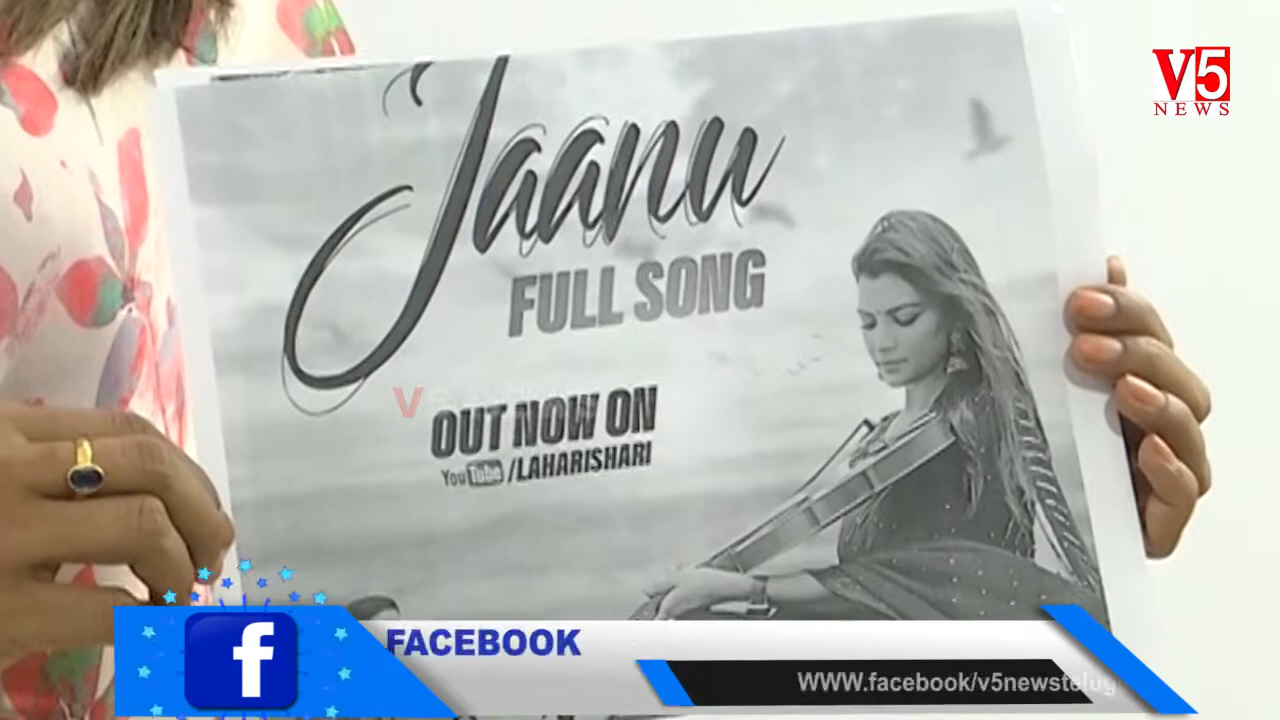 V5
NEWS
Jaanu
FULL SONG
V
OUT NOW ON
YouTube/LAHARISHARI
f
FACEBOOK
WWW.facebook/v5newstelug